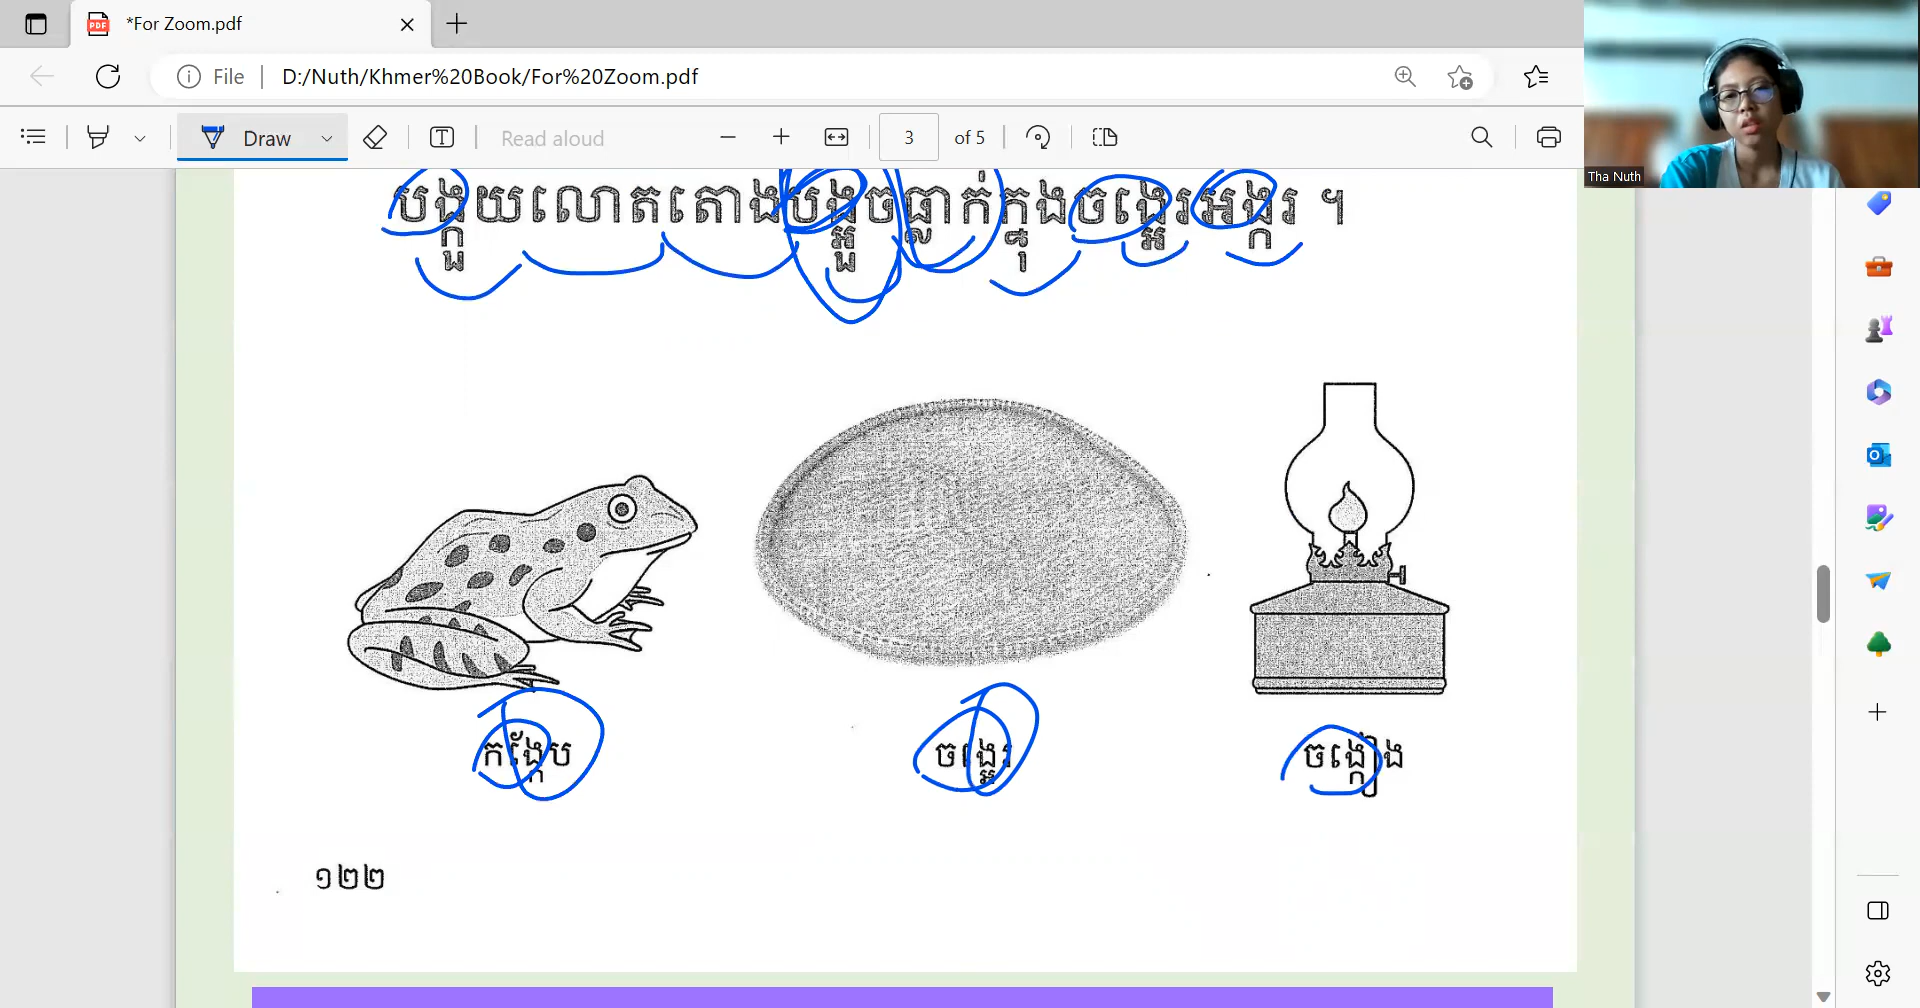 *For Zoom.pdf
File D:/Nuth/Khmer%20Book/For%20Zoom.pdf
Draw Read aloud 3 of 5
Tha Nuth
បង្គួយលោតតោងបង្អួចធ្លាក់ក្នុងចង្អេរអង្ករ ។
កង្កែប ចង្អេរ ចង្កៀង
១២២